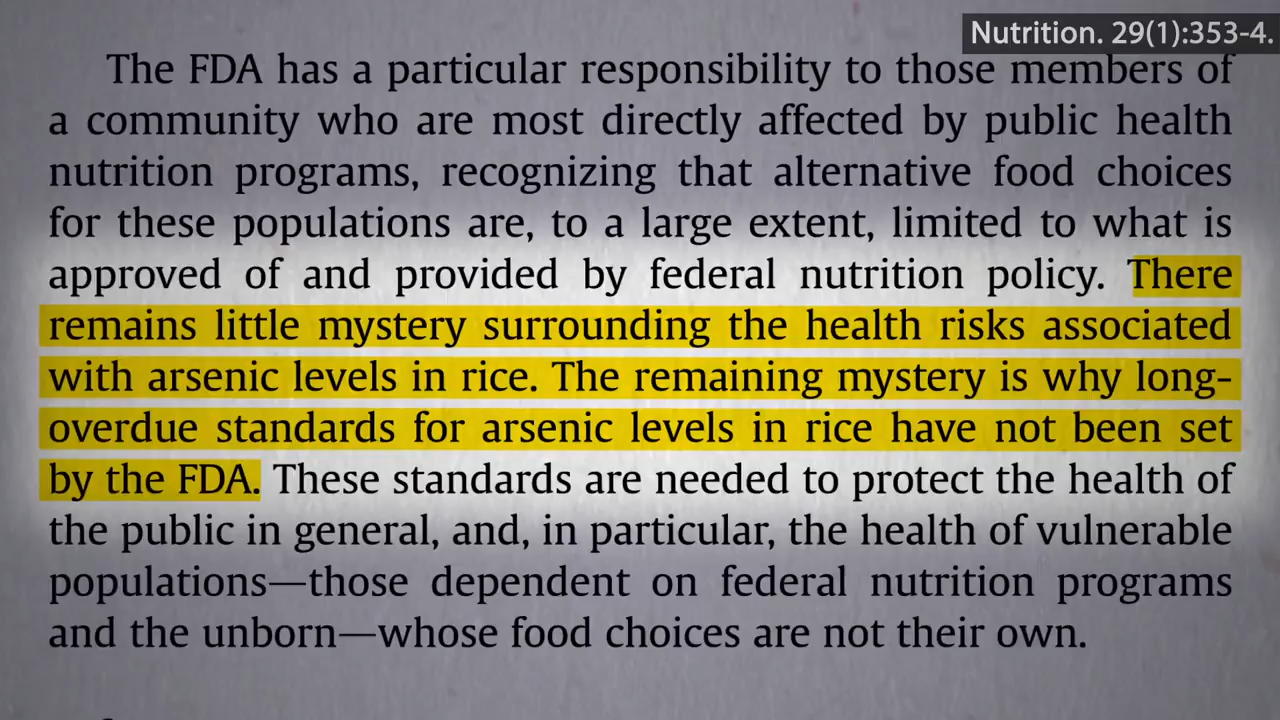 Nutrition. 29(1):353-4.
The FDA has a particular responsibility to those members of
a community who are most directly affected by public health
nutrition programs, recognizing that alternative food choices
for these populations are, to a large extent, limited to what is
approved of and provided by federal nutrition policy. There
remains little mystery surrounding the health risks associated
with arsenic levels in rice. The remaining mystery is why long-
overdue standards for arsenic levels in rice have not been set
by the FDA. These standards are needed to protect the health of
the public in general, and, in particular, the health of vulnerable
populations—those dependent on federal nutrition programs
and the unborn—whose food choices are not their own.